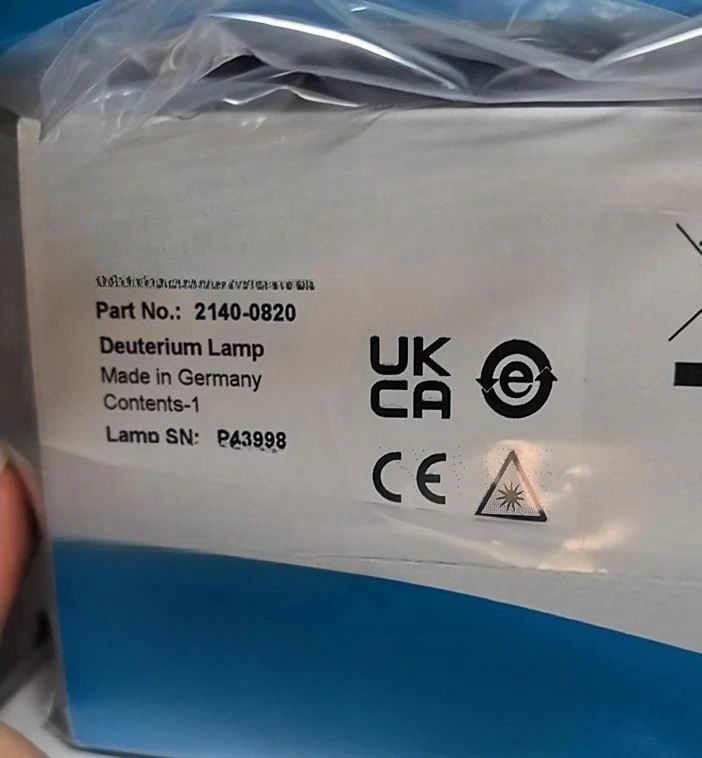 Part No.: 2140-0820
Deuterium Lamp
Made in Germany
Contents-1
Lamp SN: P43998
UK
CA
e
CE